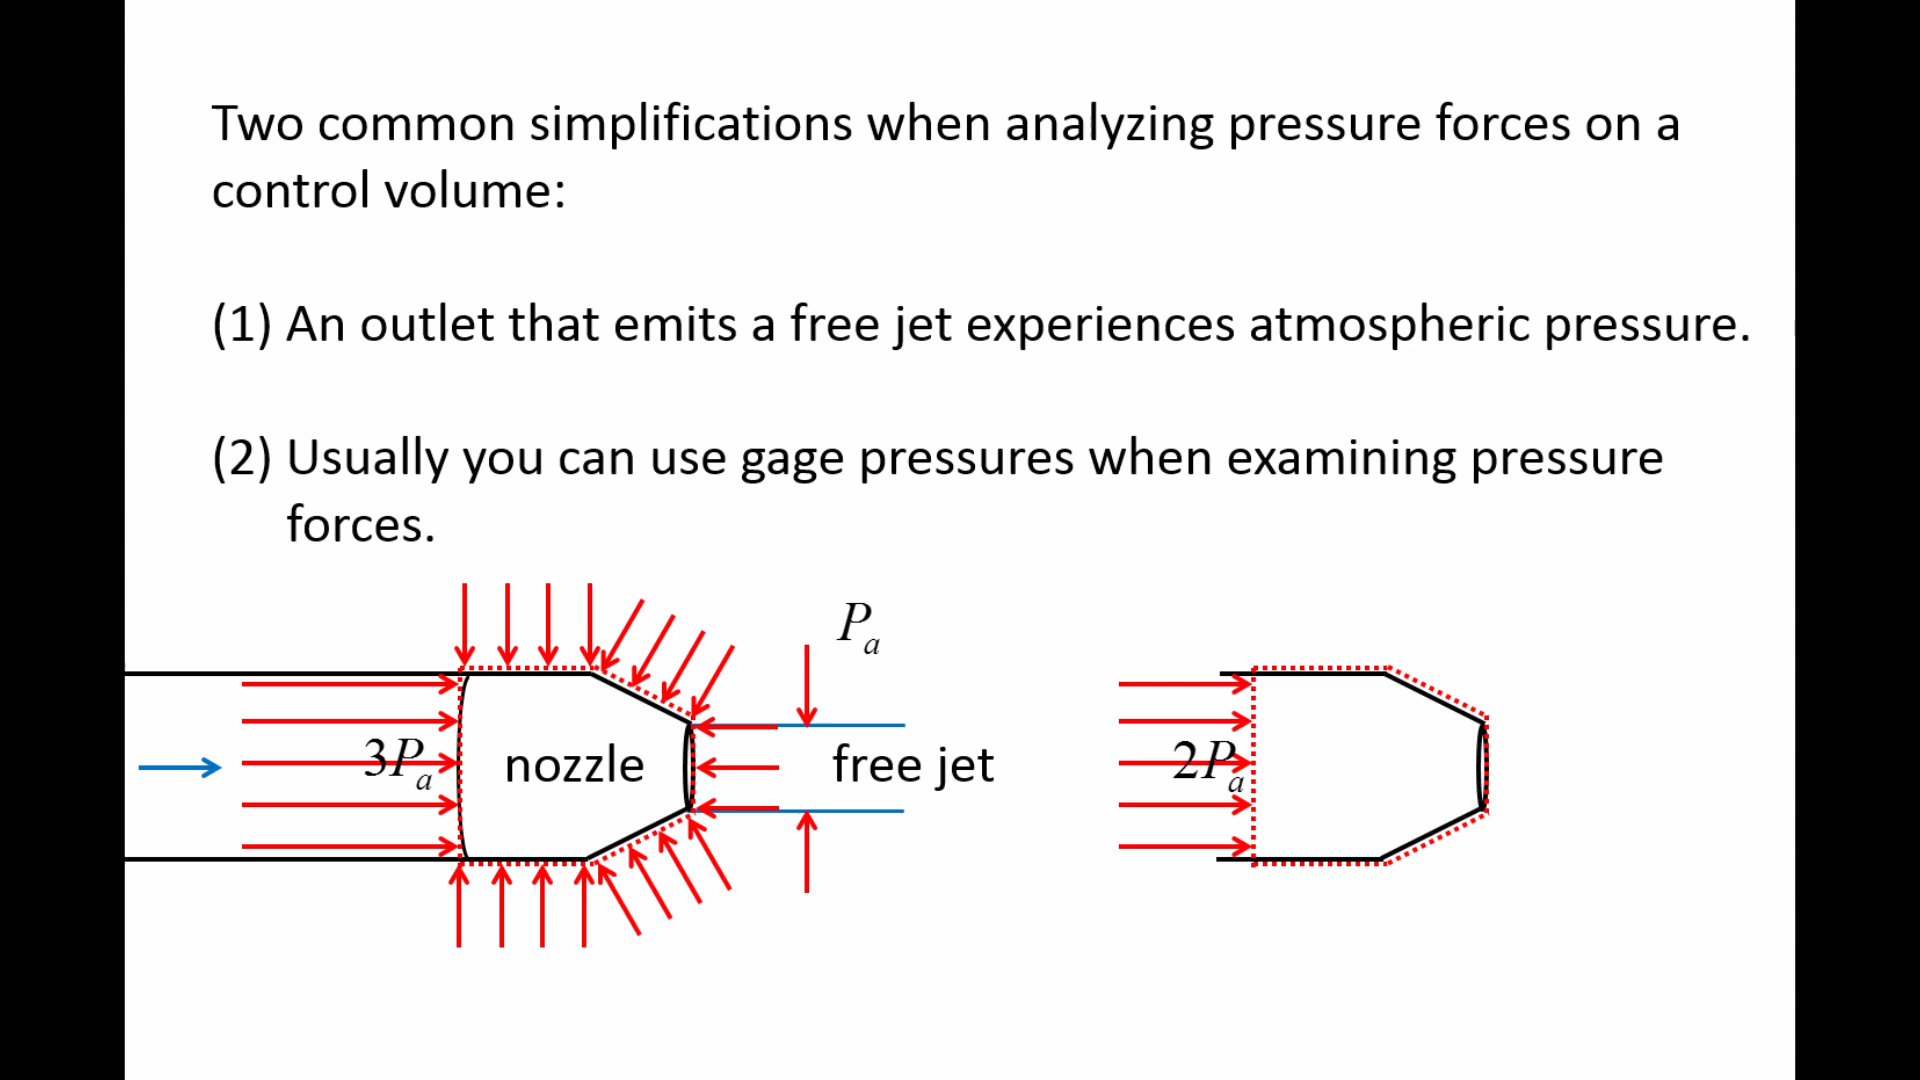 Two common simplifications when analyzing pressure forces on a
control volume:
(1) An outlet that emits a free jet experiences atmospheric pressure.
(2) Usually you can use gage pressures when examining pressure
forces.
Pa
3Pa
nozzle
free jet
2Pa